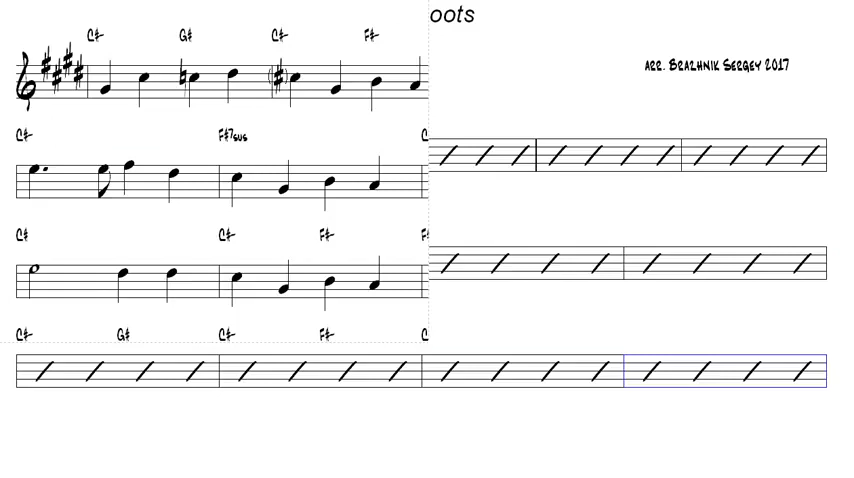 oots
C# G# C# F#
arr. Brazhnik Sergey 2017
C# F#7sus C
C# C# F# F#
C# G# C# F# C